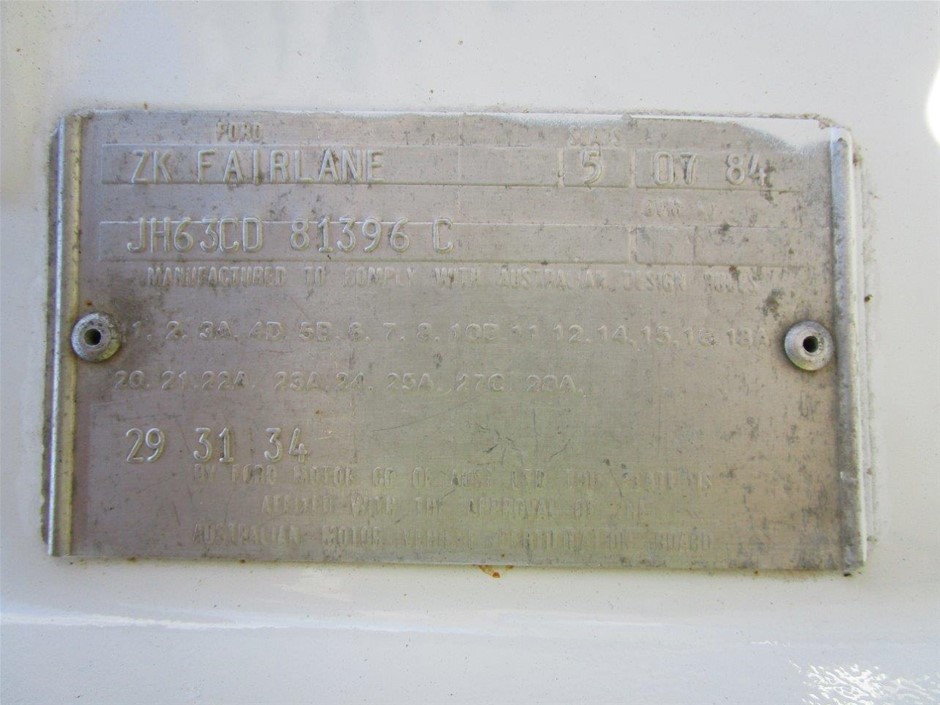 FORD SEATS
ZK FAIRLANE 5 07 84
JH63CD 81396 C
MANUFACTURED TO COMPLY WITH AUSTRALIAN DESIGN RULES
1. 2. 3A. 4D. 5B. 6. 7. 8. 10B. 11. 12. 14. 15. 16. 18A
20. 21. 22A. 23A. 24. 25A. 27C. 29A.
29 31 34
BY FORD MOTOR CO OF AUST LTD THIS PLATE IS
AFFIXED WITH THE APPROVAL OF THE
AUSTRALIAN MOTOR VEHICLE CERTIFICATION BOARD